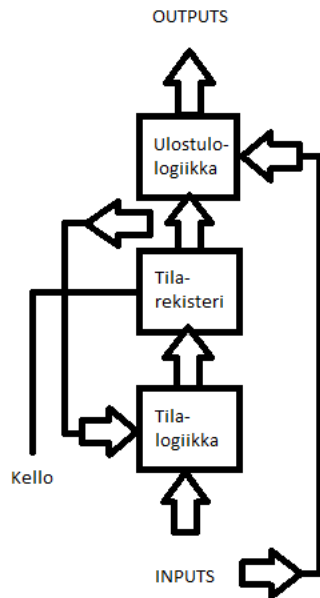 OUTPUTS
Ulostulo-
logiikka
Tila-
rekisteri
Tila-
logiikka
Kello
INPUTS